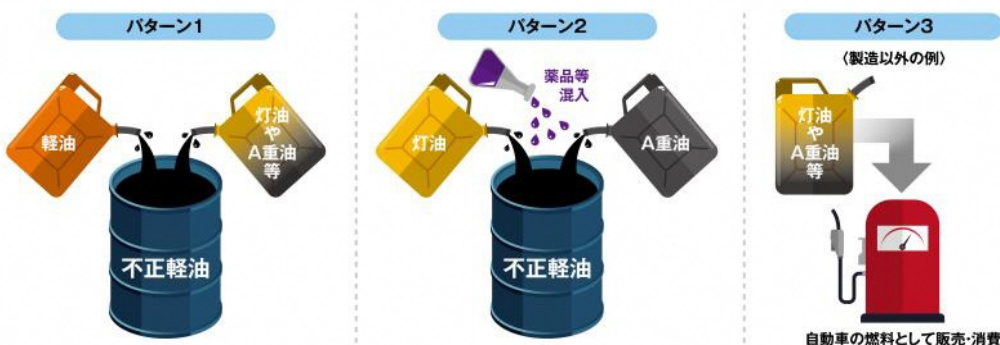 パターン1
軽油
灯油
や
A重油
等
不正軽油
パターン2
薬品等
混入
灯油
A重油
不正軽油
パターン3
〈製造以外の例〉
灯油
や
A重油
等
自動車の燃料として販売・消費